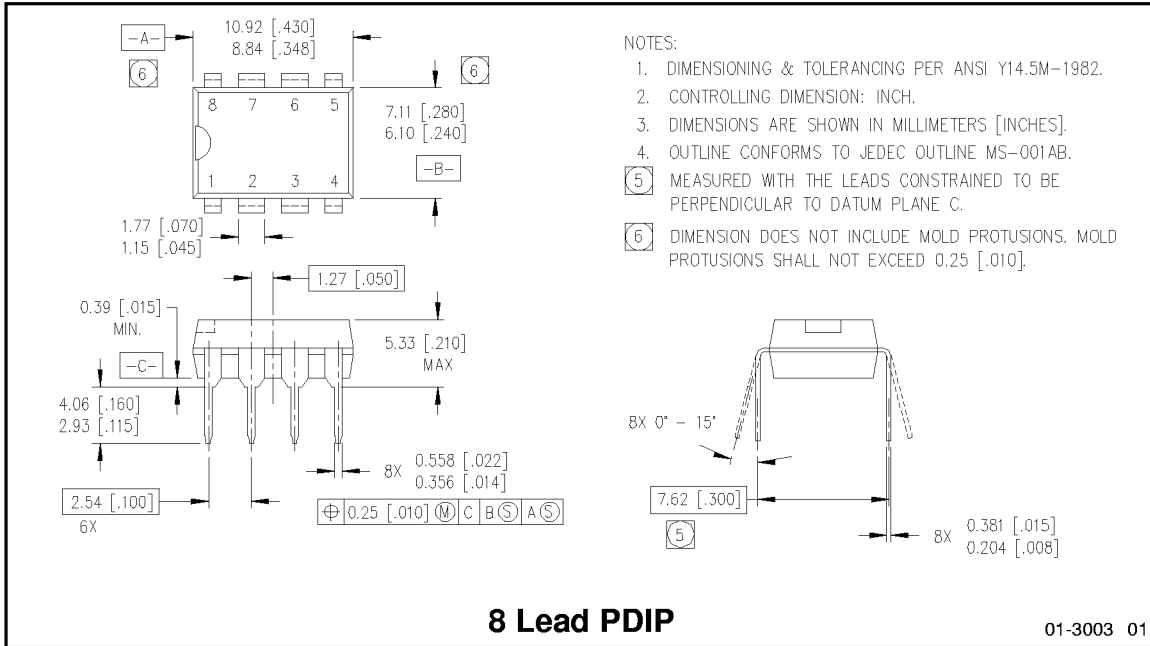 10.92 [.430]
8.84 [.348]
-A-
6
6
8 7 6 5
7.11 [.280]
6.10 [.240]
-B-
1 2 3 4
1.77 [.070]
1.15 [.045]
1.27 [.050]
0.39 [.015]
MIN.
-C-
5.33 [.210]
MAX
4.06 [.160]
2.93 [.115]
8X 0.558 [.022]
0.356 [.014]
2.54 [.100]
6X
⌖ 0.25 [.010] Ⓜ C B Ⓢ A Ⓢ
NOTES:
1. DIMENSIONING & TOLERANCING PER ANSI Y14.5M-1982.
2. CONTROLLING DIMENSION: INCH.
3. DIMENSIONS ARE SHOWN IN MILLIMETERS [INCHES].
4. OUTLINE CONFORMS TO JEDEC OUTLINE MS-001AB.
5 MEASURED WITH THE LEADS CONSTRAINED TO BE
PERPENDICULAR TO DATUM PLANE C.
6 DIMENSION DOES NOT INCLUDE MOLD PROTUSIONS. MOLD
PROTUSIONS SHALL NOT EXCEED 0.25 [.010].
8X 0° - 15°
7.62 [.300]
5
8X 0.381 [.015]
0.204 [.008]
8 Lead PDIP
01-3003 01